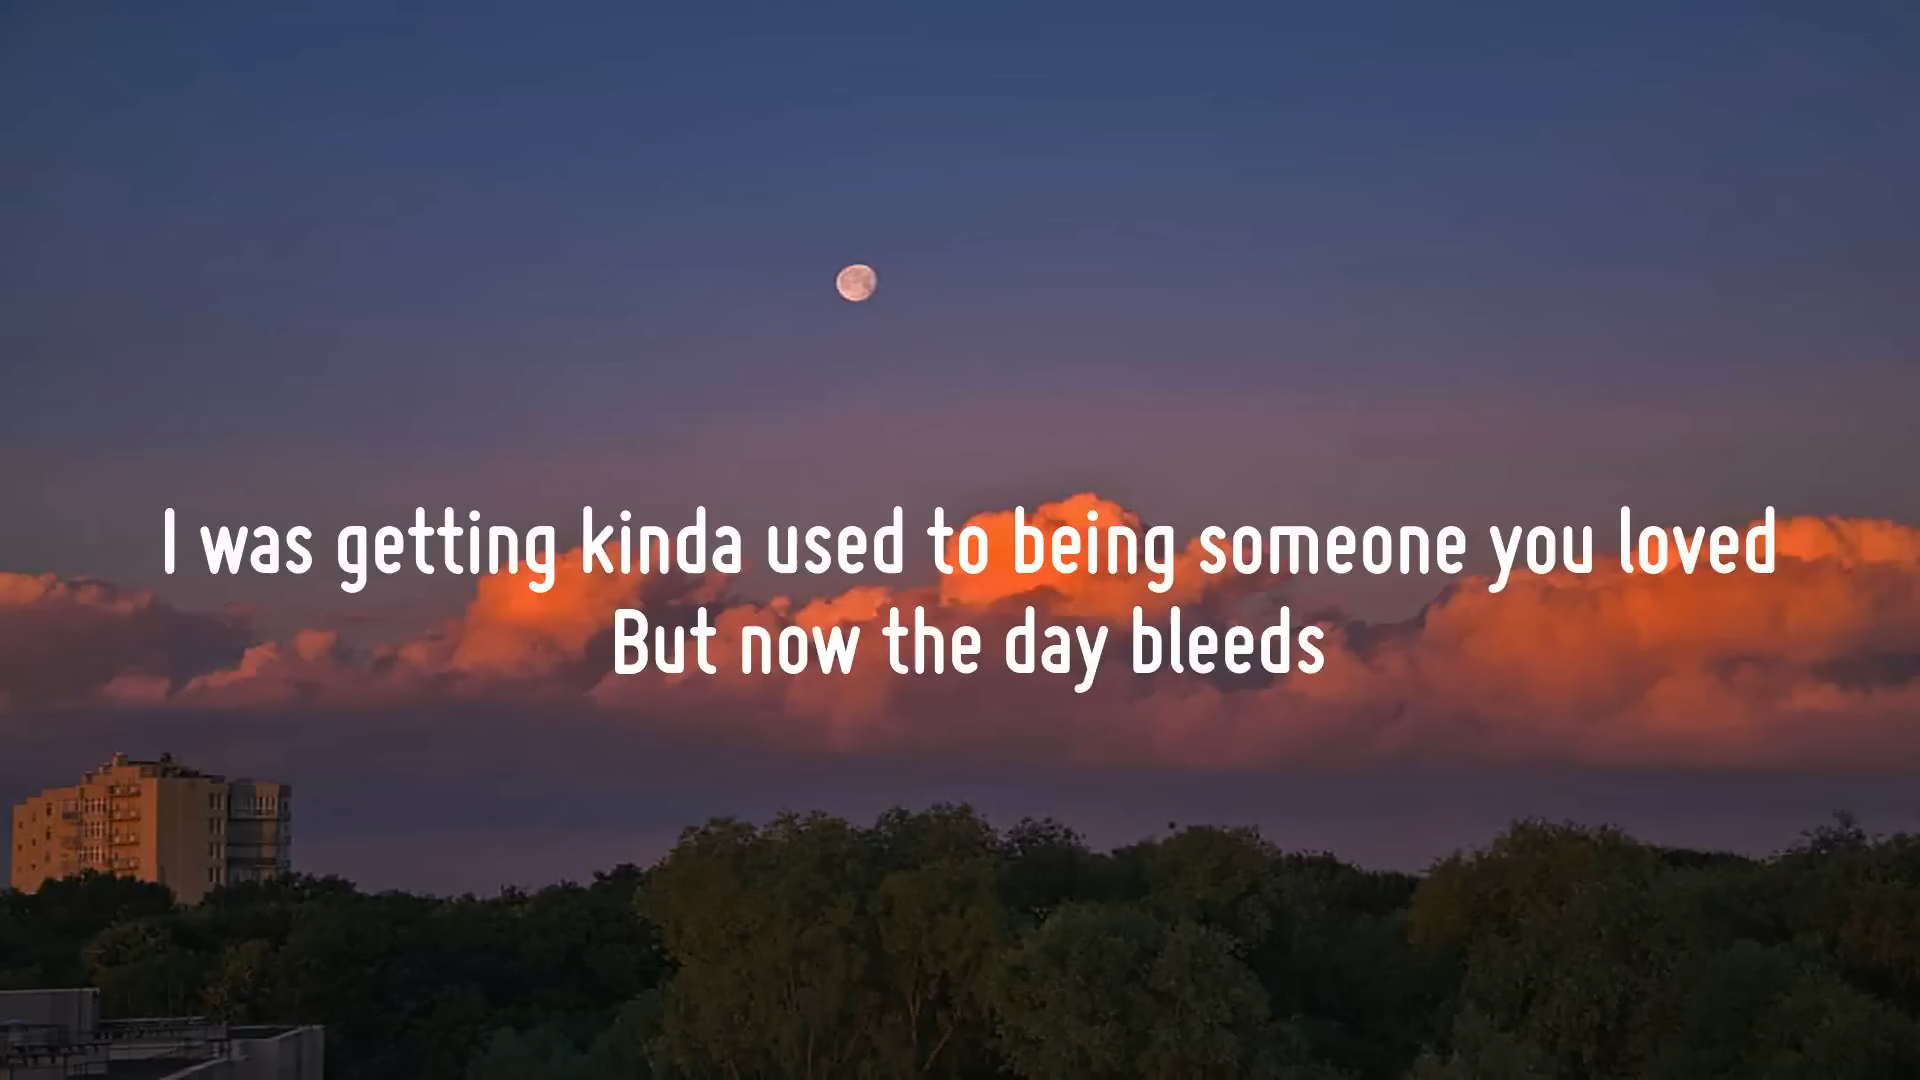 I was getting kinda used to being someone you loved
But now the day bleeds